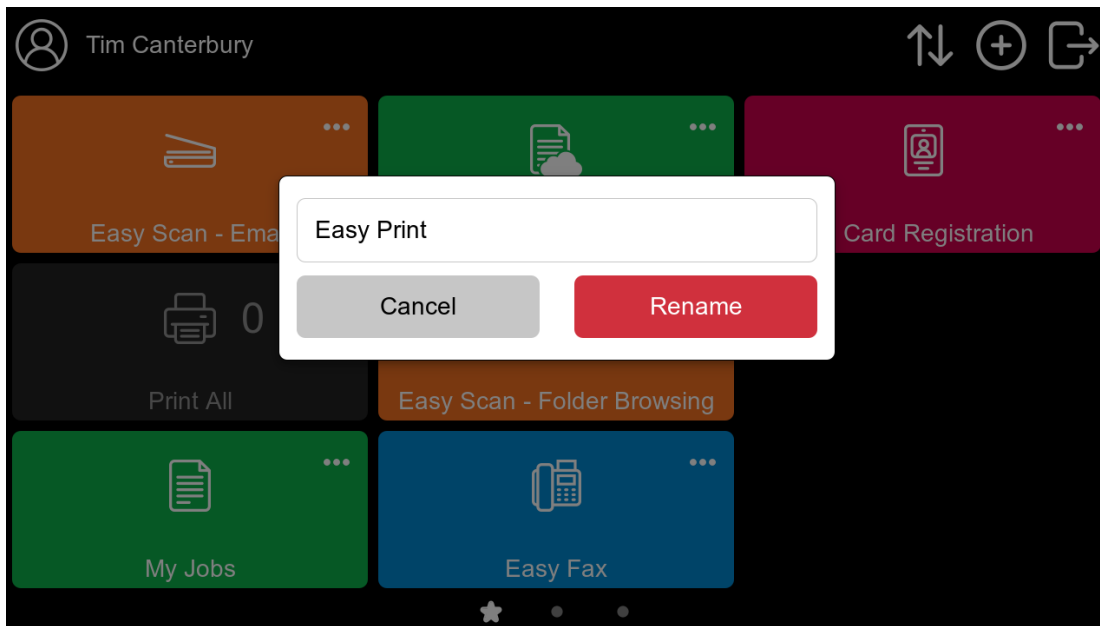 Tim Canterbury
Easy Scan - Ema
Card Registration
Easy Print
Cancel
Rename
0
Print All
Easy Scan - Folder Browsing
My Jobs
Easy Fax